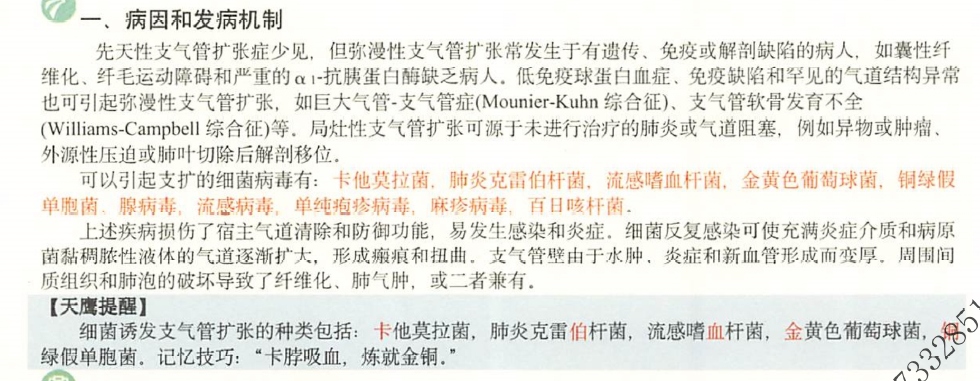 一、病因和发病机制
先天性支气管扩张症少见，但弥漫性支气管扩张常发生于有遗传、免疫或解剖缺陷的病人，如囊性纤
维化、纤毛运动障碍和严重的α1-抗胰蛋白酶缺乏病人。低免疫球蛋白血症、免疫缺陷和罕见的气道结构异常
也可引起弥漫性支气管扩张，如巨大气管-支气管症(Mounier-Kuhn 综合征)、支气管软骨发育不全
(Williams-Campbell 综合征)等。局灶性支气管扩张可源于未进行治疗的肺炎或气道阻塞，例如异物或肿瘤、
外源性压迫或肺叶切除后解剖移位。
可以引起支扩的细菌病毒有：卡他莫拉菌，肺炎克雷伯杆菌，流感嗜血杆菌，金黄色葡萄球菌，铜绿假
单胞菌、腺病毒，流感病毒，单纯疱疹病毒，麻疹病毒，百日咳杆菌.
上述疾病损伤了宿主气道清除和防御功能，易发生感染和炎症。细菌反复感染可使充满炎症介质和病原
菌黏稠脓性液体的气道逐渐扩大，形成瘢痕和扭曲。支气管壁由于水肿、炎症和新血管形成而变厚。周围间
质组织和肺泡的破坏导致了纤维化、肺气肿，或二者兼有。
【天鹰提醒】
细菌诱发支气管扩张的种类包括：卡他莫拉菌，肺炎克雷伯杆菌，流感嗜血杆菌，金黄色葡萄球菌，铜
绿假单胞菌。记忆技巧：“卡脖吸血，炼就金铜。”
733285